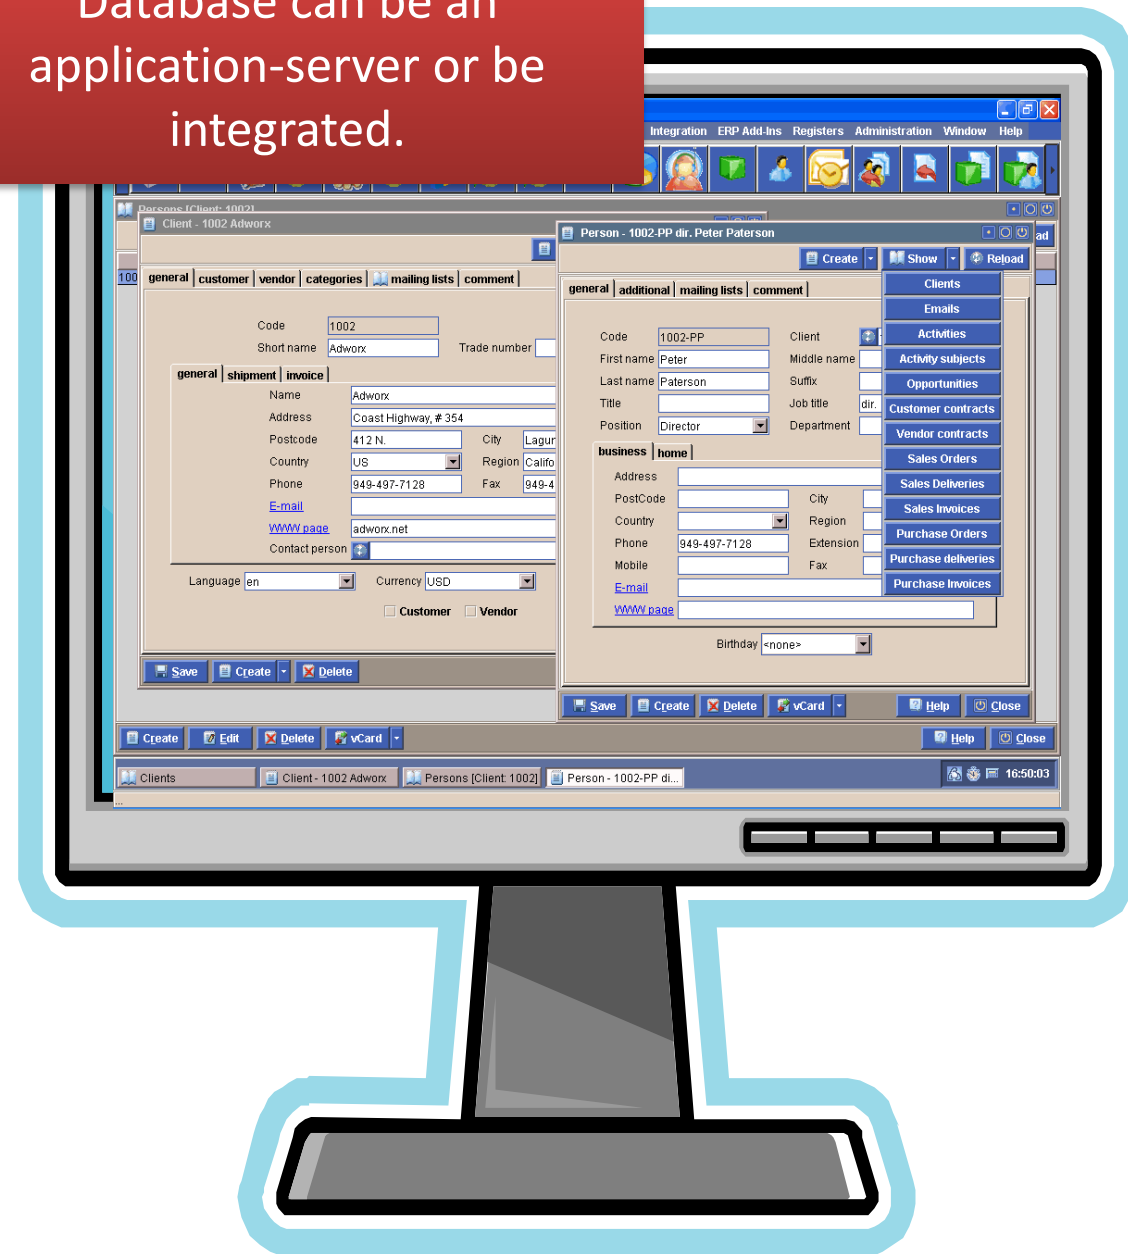 Database can be an
application-server or be
integrated.
Integration ERP Add-Ins Registers Administration Window Help
Persons [Client: 1002]
Client - 1002 Adworx
general customer vendor categories mailing lists comment
Code 1002
Short name Adworx Trade number
general shipment invoice
Name Adworx
Address Coast Highway, # 354
Postcode 412 N. City
Country US Region
Phone 949-497-7128 Fax
E-mail
WWW page adworx.net
Contact person
Language en Currency USD
Customer Vendor
Save Create Delete
Person - 1002-PP dir. Peter Paterson
Create Show Reload
general additional mailing lists comment
Code 1002-PP Client
First name Peter Middle name
Last name Paterson Suffix
Title Job title dir.
Position Director Department
business home
Address
PostCode City
Country Region
Phone 949-497-7128 Extension
Mobile Fax
E-mail
WWW page
Birthday <none>
Clients
Emails
Activities
Activity subjects
Opportunities
Customer contracts
Vendor contracts
Sales Orders
Sales Deliveries
Sales Invoices
Purchase Orders
Purchase deliveries
Purchase Invoices
Save Create Delete vCard Help Close
Create Edit Delete vCard Help Close
Clients Client - 1002 Adworx Persons [Client: 1002] Person - 1002-PP di... 16:50:03
...